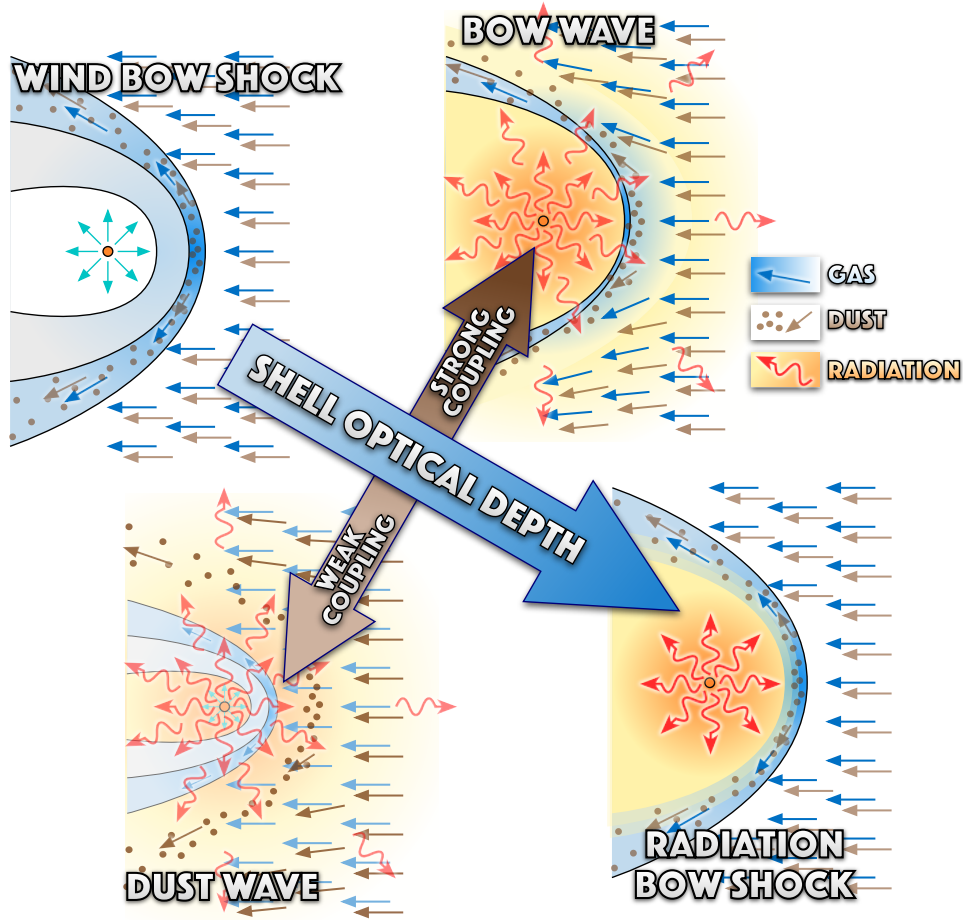 WIND BOW SHOCK
BOW WAVE
GAS
DUST
RADIATION
STRONG
COUPLING
SHELL OPTICAL DEPTH
WEAK
COUPLING
DUST WAVE
RADIATION
BOW SHOCK